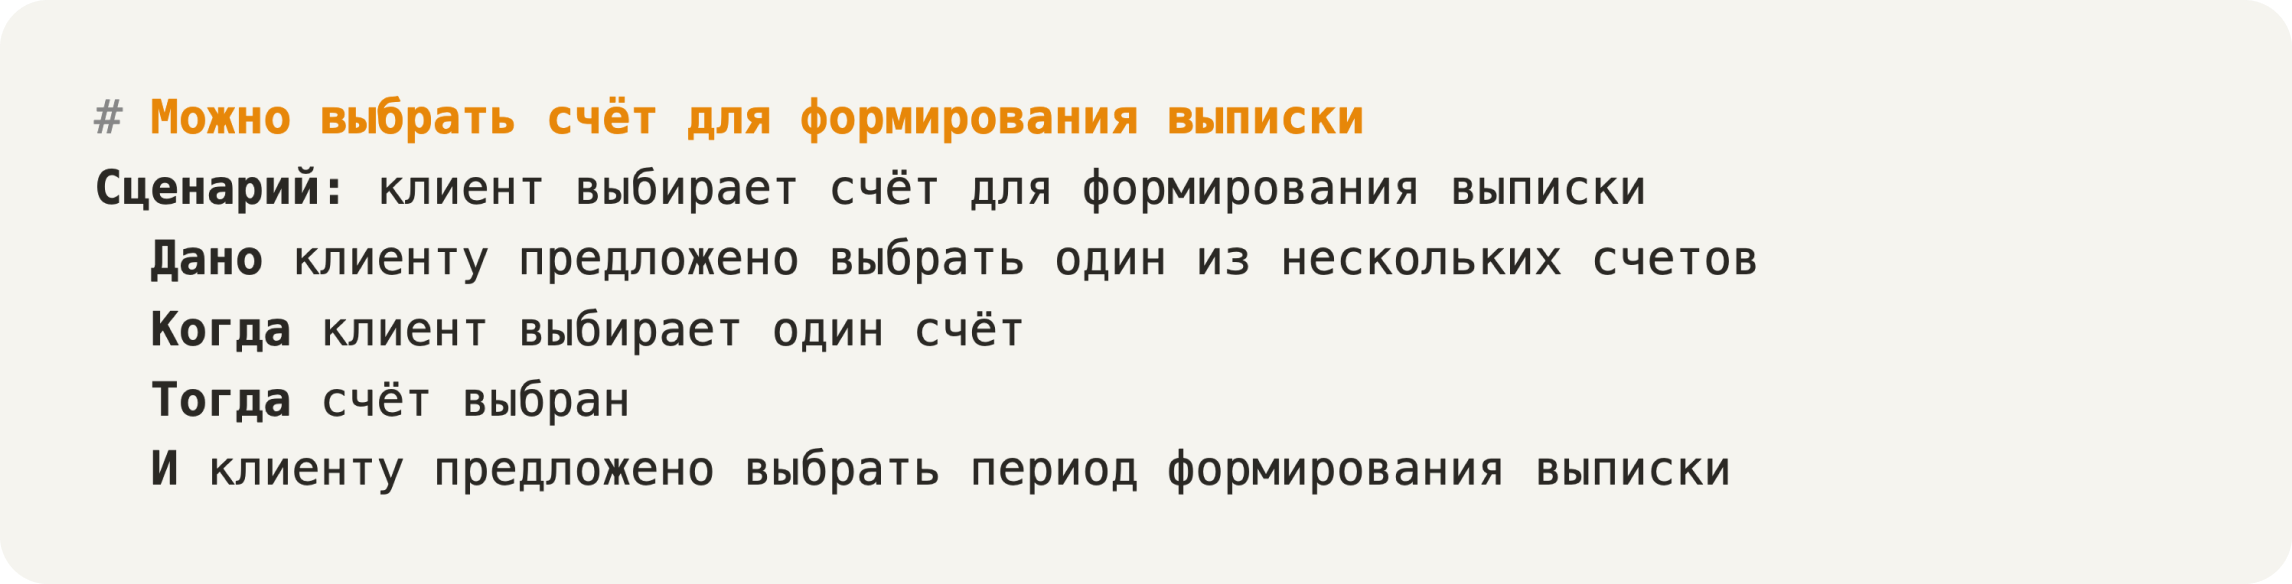 # Можно выбрать счёт для формирования выписки
Сценарий: клиент выбирает счёт для формирования выписки
Дано клиенту предложено выбрать один из нескольких счетов
Когда клиент выбирает один счёт
Тогда счёт выбран
И клиенту предложено выбрать период формирования выписки